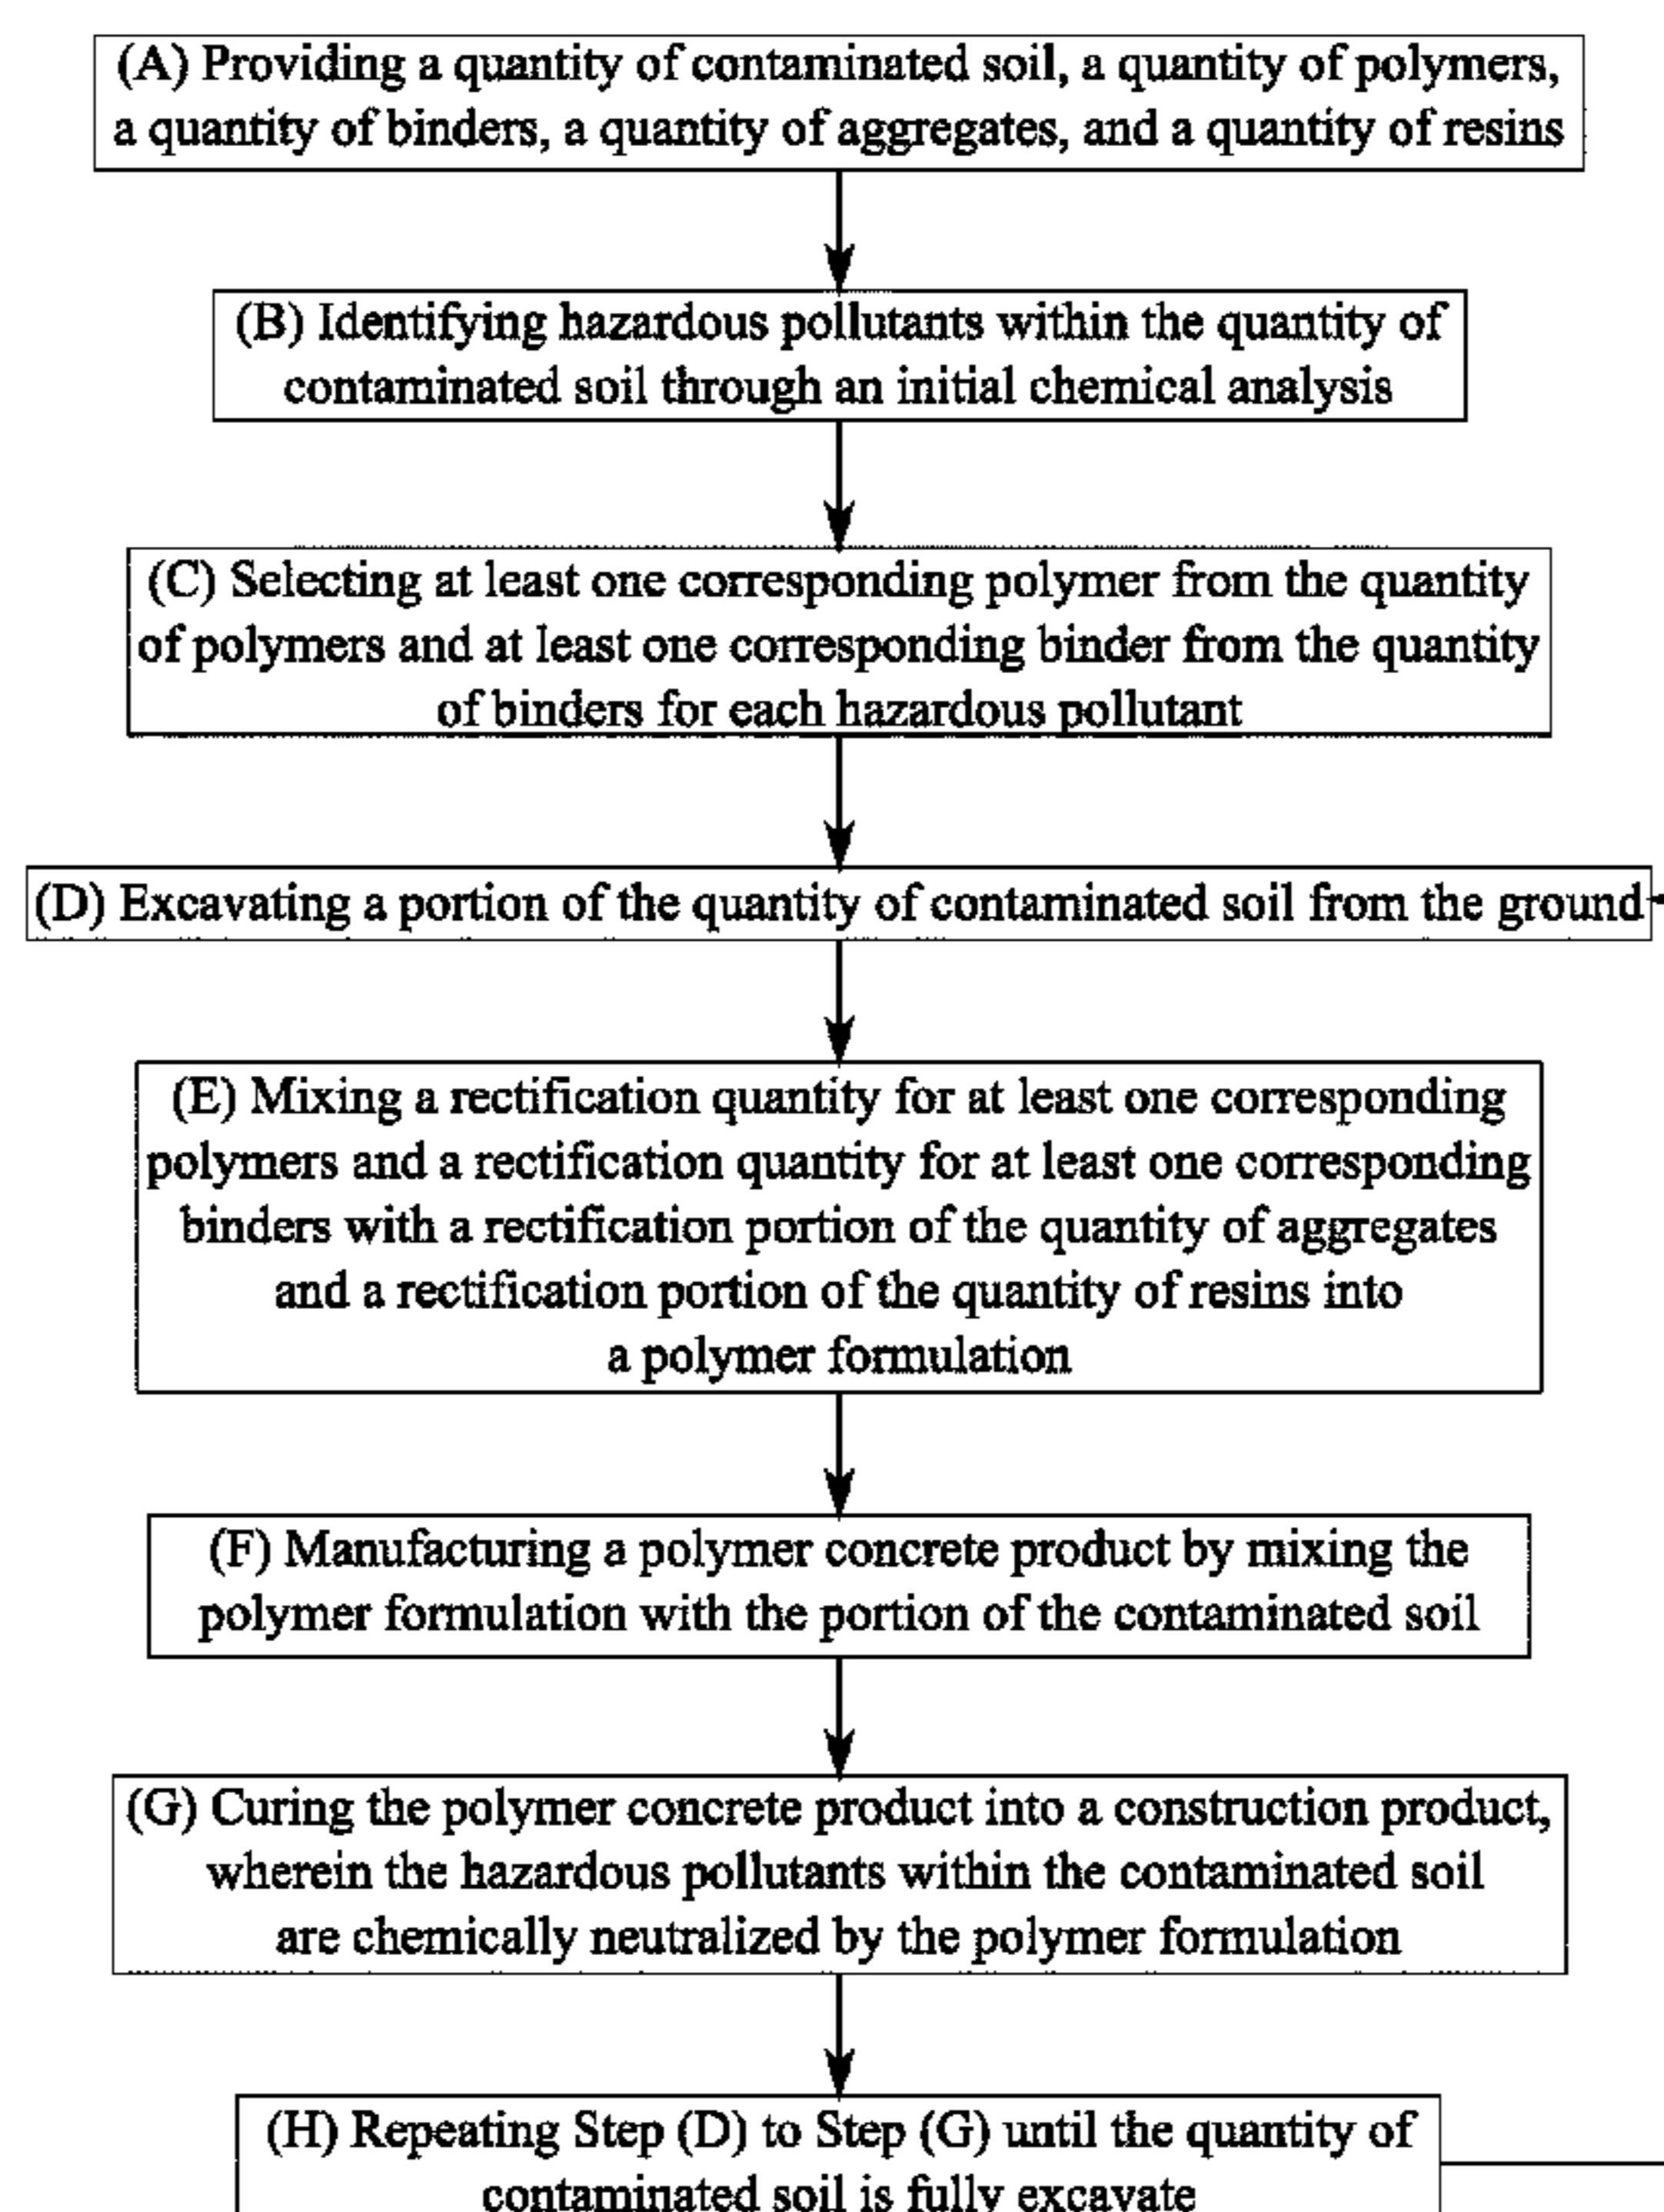 (A) Providing a quantity of contaminated soil, a quantity of polymers,
a quantity of binders, a quantity of aggregates, and a quantity of resins
(B) Identifying hazardous pollutants within the quantity of
contaminated soil through an initial chemical analysis
(C) Selecting at least one corresponding polymer from the quantity
of polymers and at least one corresponding binder from the quantity
of binders for each hazardous pollutant
(D) Excavating a portion of the quantity of contaminated soil from the ground
(E) Mixing a rectification quantity for at least one corresponding
polymers and a rectification quantity for at least one corresponding
binders with a rectification portion of the quantity of aggregates
and a rectification portion of the quantity of resins into
a polymer formulation
(F) Manufacturing a polymer concrete product by mixing the
polymer formulation with the portion of the contaminated soil
(G) Curing the polymer concrete product into a construction product,
wherein the hazardous pollutants within the contaminated soil
are chemically neutralized by the polymer formulation
(H) Repeating Step (D) to Step (G) until the quantity of
contaminated soil is fully excavate